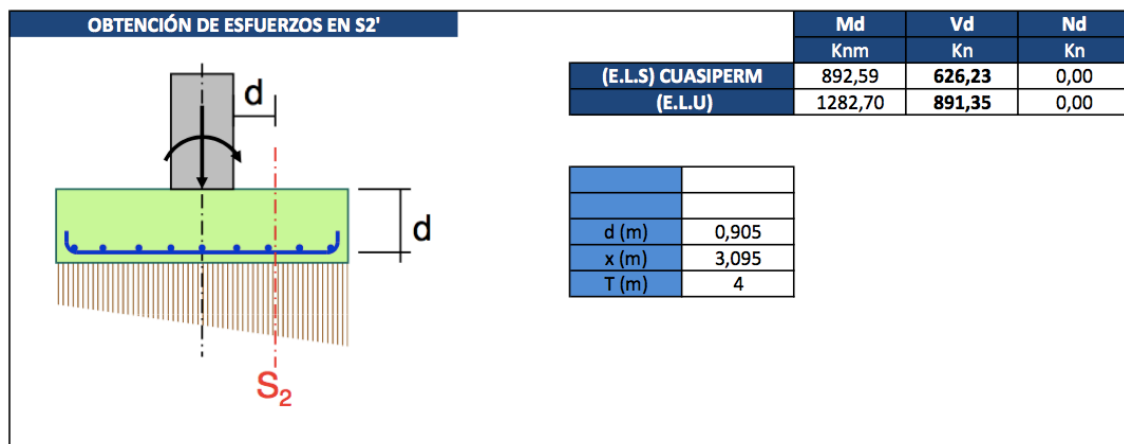 OBTENCIÓN DE ESFUERZOS EN S2'
d
d
S2
Md Vd Nd
Knm Kn Kn
(E.L.S) CUASIPERM 892,59 626,23 0,00
(E.L.U) 1282,70 891,35 0,00
d (m) 0,905
x (m) 3,095
T (m) 4